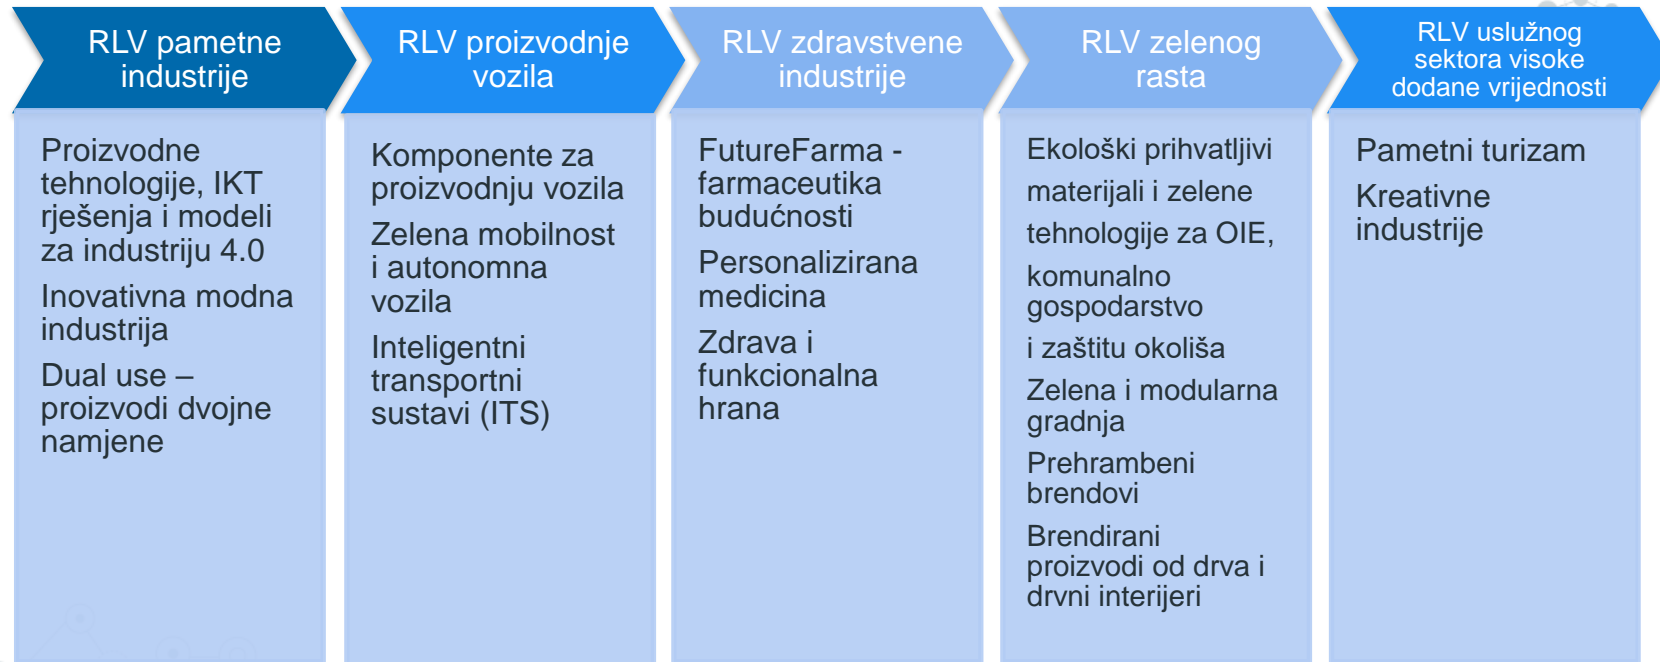 RLV pametne
industrije
Proizvodne
tehnologije, IKT
rješenja i modeli
za industriju 4.0
Inovativna modna
industrija
Dual use –
proizvodi dvojne
namjene
RLV proizvodnje
vozila
Komponente za
proizvodnju vozila
Zelena mobilnost
i autonomna
vozila
Inteligentni
transportni
sustavi (ITS)
RLV zdravstvene
industrije
FutureFarma -
farmaceutika
budućnosti
Personalizirana
medicina
Zdrava i
funkcionalna
hrana
RLV zelenog
rasta
Ekološki prihvatljivi
materijali i zelene
tehnologije za OIE,
komunalno
gospodarstvo
i zaštitu okoliša
Zelena i modularna
gradnja
Prehrambeni
brendovi
Brendirani
proizvodi od drva i
drvni interijeri
RLV uslužnog
sektora visoke
dodane vrijednosti
Pametni turizam
Kreativne
industrije